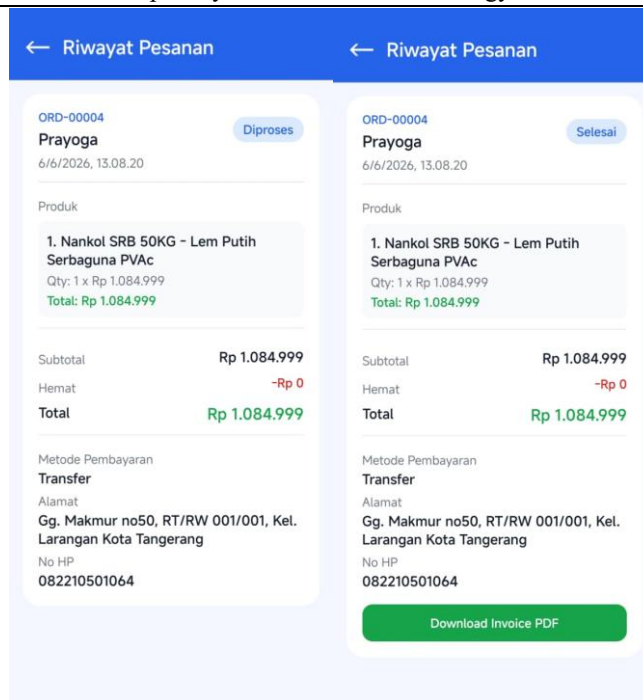 ← Riwayat Pesanan
ORD-00004
Prayoga
Diproses
6/6/2026, 13.08.20
Produk
1. Nankol SRB 50KG - Lem Putih
Serbaguna PVAc
Qty: 1 x Rp 1.084.999
Total: Rp 1.084.999
Subtotal Rp 1.084.999
Hemat -Rp 0
Total Rp 1.084.999
Metode Pembayaran
Transfer
Alamat
Gg. Makmur no50, RT/RW 001/001, Kel.
Larangan Kota Tangerang
No HP
082210501064
← Riwayat Pesanan
ORD-00004
Prayoga
Selesai
6/6/2026, 13.08.20
Produk
1. Nankol SRB 50KG - Lem Putih
Serbaguna PVAc
Qty: 1 x Rp 1.084.999
Total: Rp 1.084.999
Subtotal Rp 1.084.999
Hemat -Rp 0
Total Rp 1.084.999
Metode Pembayaran
Transfer
Alamat
Gg. Makmur no50, RT/RW 001/001, Kel.
Larangan Kota Tangerang
No HP
082210501064
Download Invoice PDF